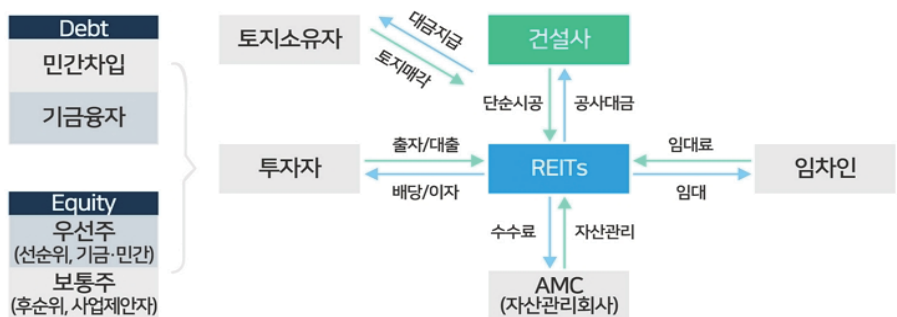 Debt
민간차입
기금융자
Equity
우선주
(선순위, 기금·민간)
보통주
(후순위, 사업제안자)
토지소유자
대금지급
토지매각
건설사
단순시공
공사대금
투자자
출자/대출
배당/이자
REITs
임대료
임대
임차인
수수료
자산관리
AMC
(자산관리회사)